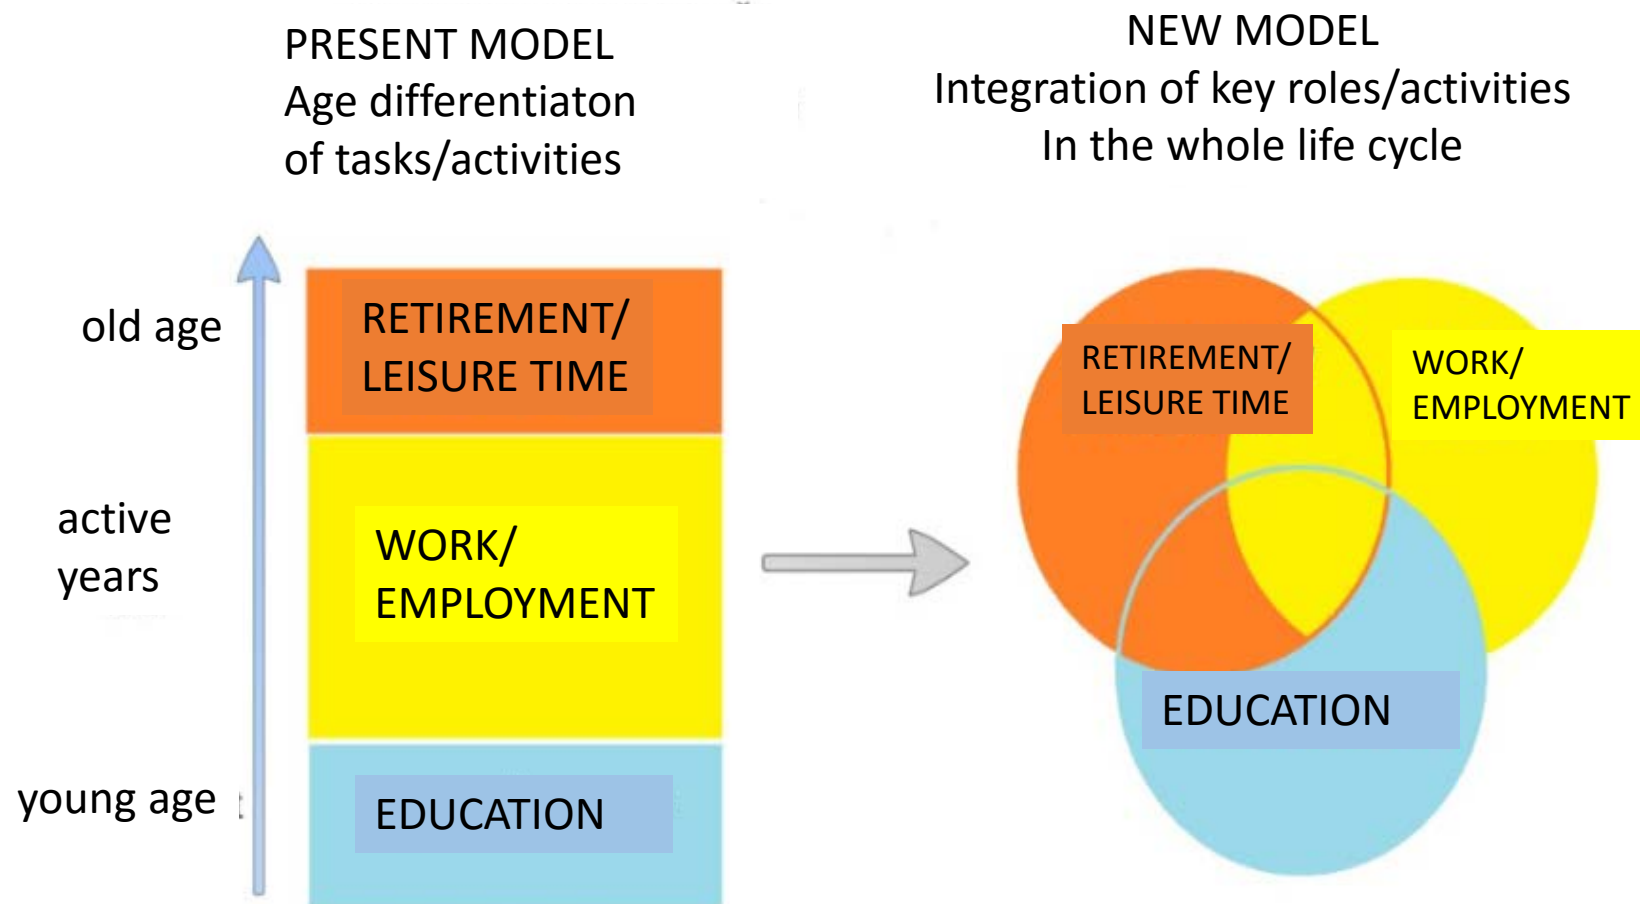 PRESENT MODEL
Age differentiaton
of tasks/activities
NEW MODEL
Integration of key roles/activities
In the whole life cycle
old age
RETIREMENT/
LEISURE TIME
active
years
WORK/
EMPLOYMENT
young age
EDUCATION
RETIREMENT/
LEISURE TIME
WORK/
EMPLOYMENT
EDUCATION